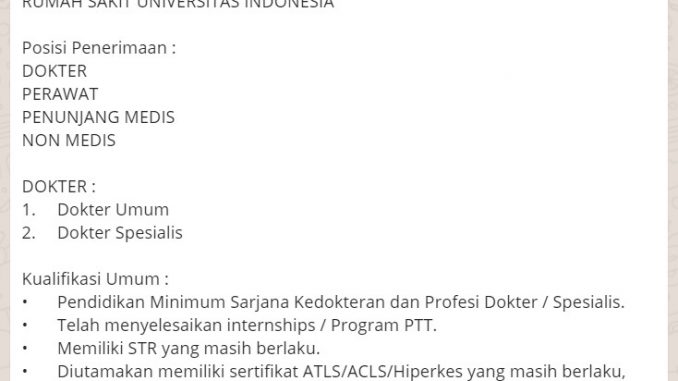 RUMAH SAKIT UNIVERSITAS INDONESIA
Posisi Penerimaan :
DOKTER
PERAWAT
PENUNJANG MEDIS
NON MEDIS
DOKTER :
1. Dokter Umum
2. Dokter Spesialis
Kualifikasi Umum :
• Pendidikan Minimum Sarjana Kedokteran dan Profesi Dokter / Spesialis.
• Telah menyelesaikan internships / Program PTT.
• Memiliki STR yang masih berlaku.
• Diutamakan memiliki sertifikat ATLS/ACLS/Hiperkes yang masih berlaku,